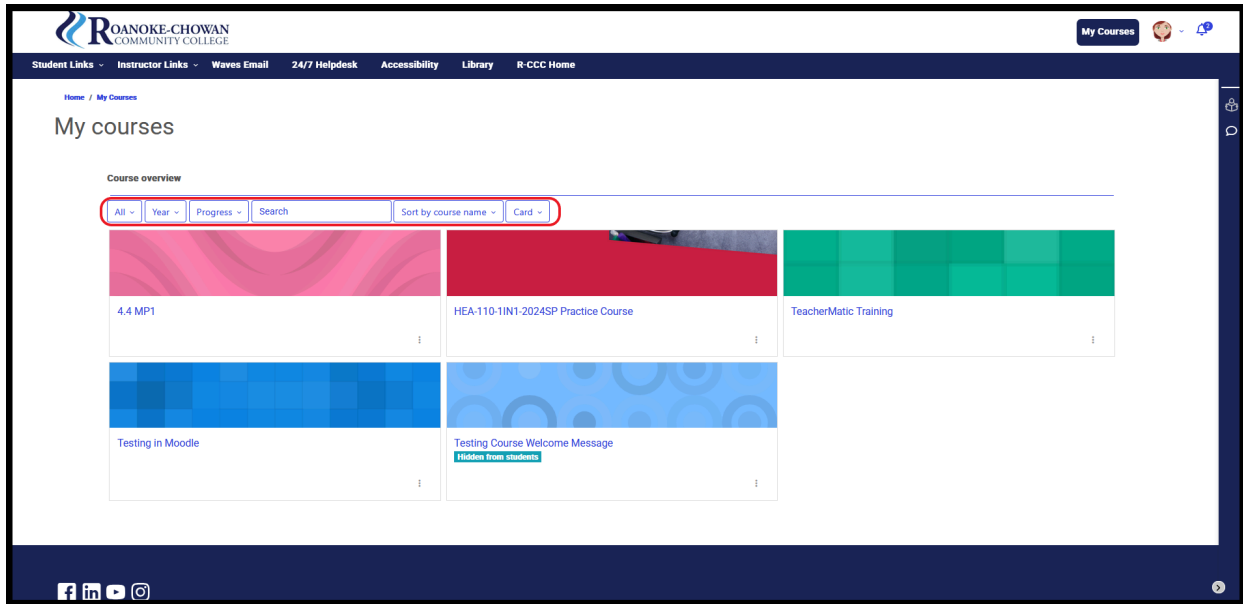 ROANOKE-CHOWAN
COMMUNITY COLLEGE
My Courses
2
Student Links Instructor Links Waves Email 24/7 Helpdesk Accessibility Library R-CCC Home
Home / My Courses
My courses
Course overview
All Year Progress Search Sort by course name Card
4.4 MP1 HEA-110-1IN1-2024SP Practice Course TeacherMatic Training
Testing in Moodle Testing Course Welcome Message
Hidden from students